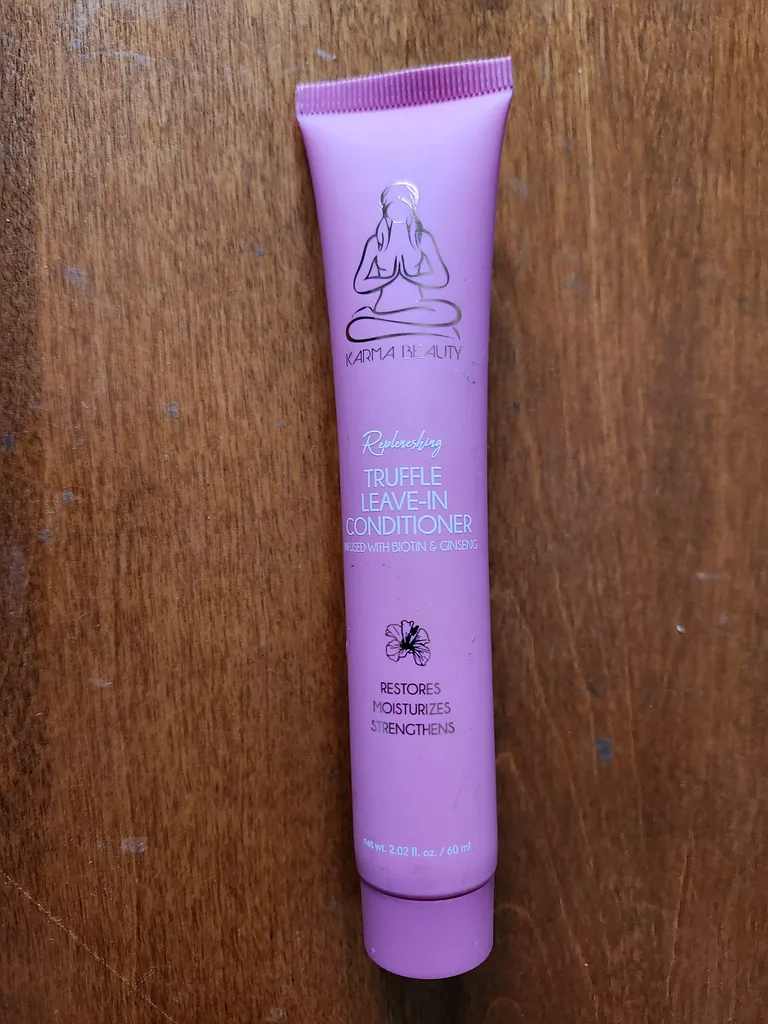 KARMA BEAUTY
Repleneshing
TRUFFLE
LEAVE-IN
CONDITIONER
INFUSED WITH BIOTIN & GINSENG
RESTORES
MOISTURIZES
STRENGTHENS
net wt. 2.02 fl. oz. / 60 ml